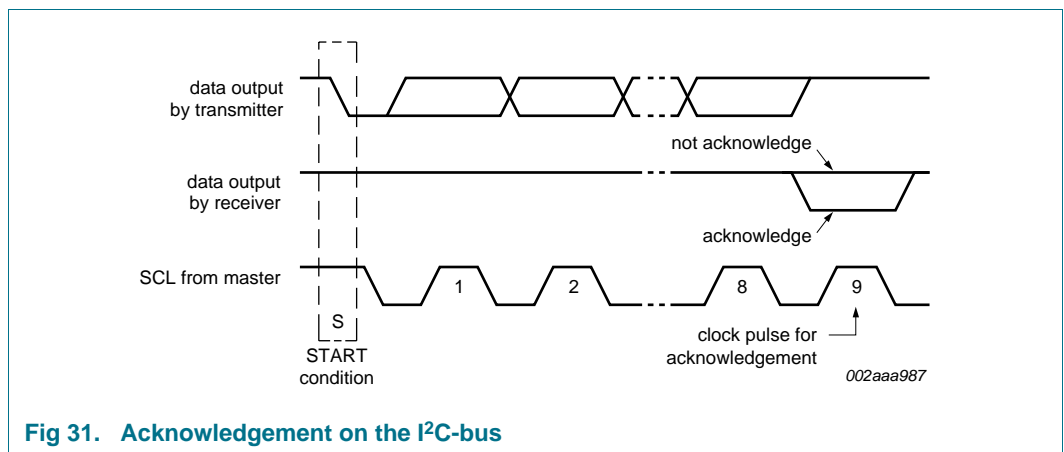 data output
by transmitter
not acknowledge
data output
by receiver
acknowledge
SCL from master
1
2
8
9
S
START
condition
clock pulse for
acknowledgement
002aaa987
Fig 31. Acknowledgement on the I²C-bus